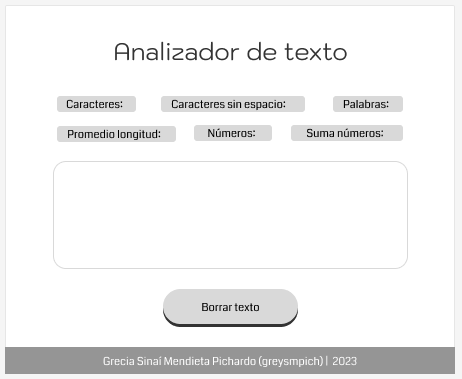 Analizador de texto
Caracteres: Caracteres sin espacio: Palabras:
Promedio longitud: Números: Suma números:
Borrar texto
Grecia Sinaí Mendieta Pichardo (greysmpich) | 2023